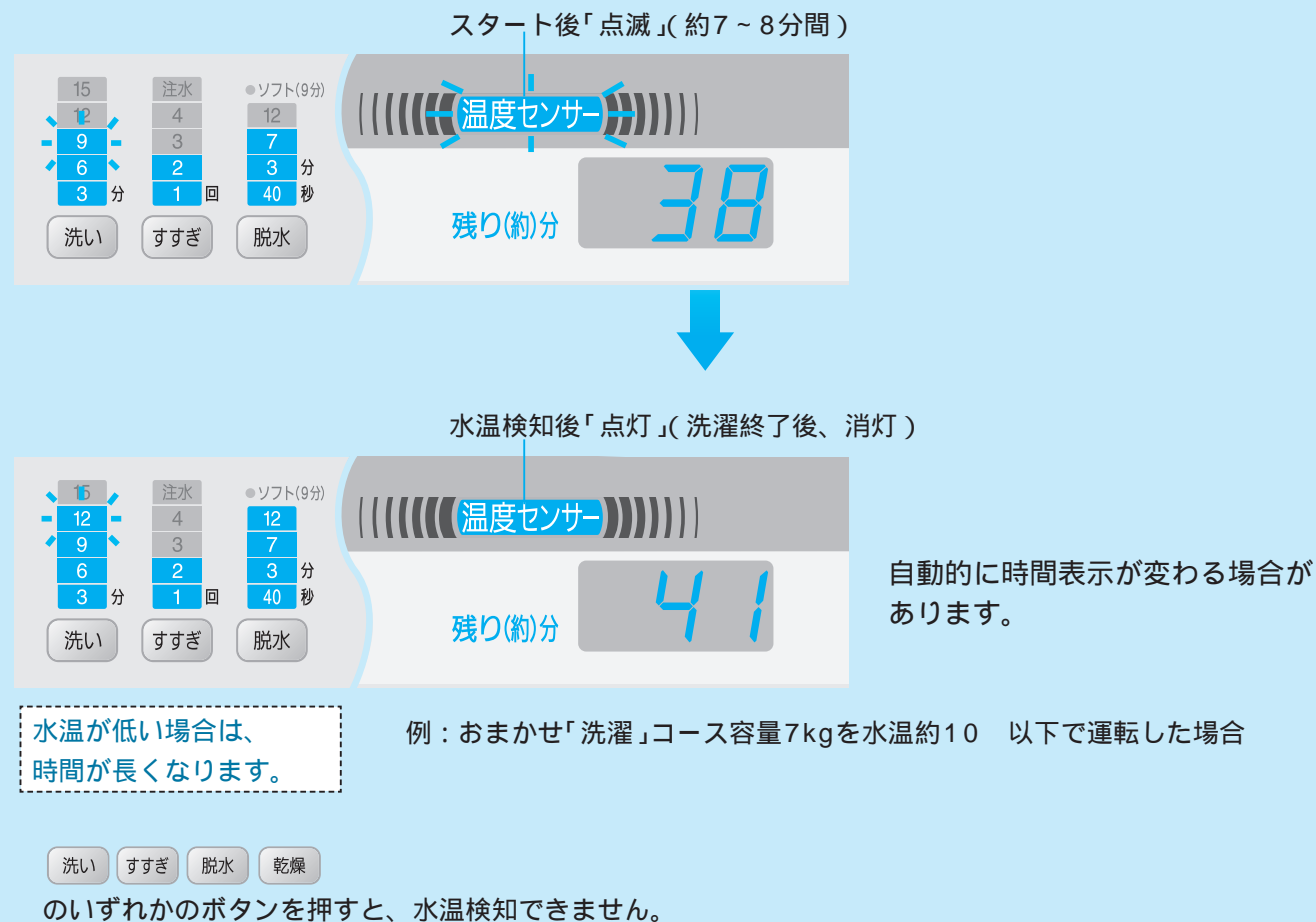 スタート後「点滅」(約7~8分間)
15 注水 ●ソフト(9分)
12 4 12
9 3 7
6 2 3 分
3 分 1 回 40 秒
洗い すすぎ 脱水
温度センサー
残り(約)分 38
水温検知後「点灯」(洗濯終了後、消灯)
15 注水 ●ソフト(9分)
12 4 12
9 3 7
6 2 3 分
3 分 1 回 40 秒
洗い すすぎ 脱水
温度センサー
残り(約)分 41
自動的に時間表示が変わる場合が
あります。
水温が低い場合は、
時間が長くなります。
例:おまかせ「洗濯」コース容量7kgを水温約10 以下で運転した場合
洗い すすぎ 脱水 乾燥
のいずれかのボタンを押すと、水温検知できません。